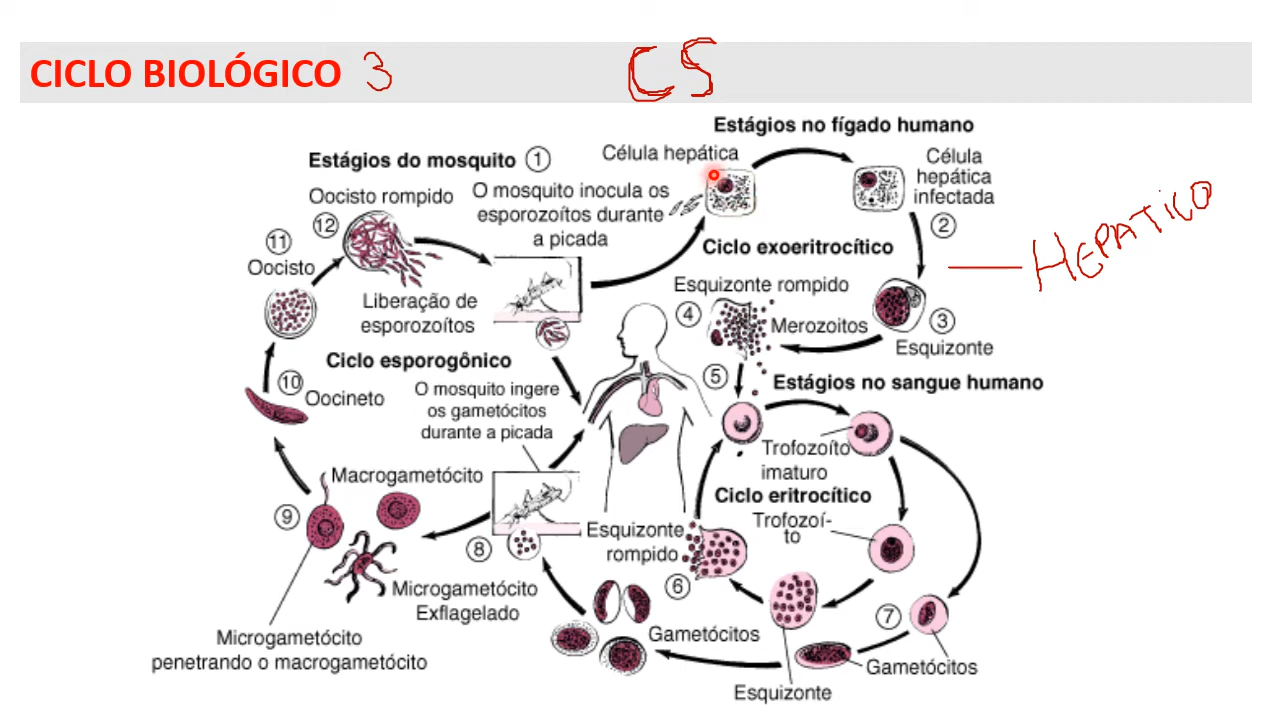 CICLO BIOLÓGICO 3
CS
Estágios no fígado humano
Estágios do mosquito 1
Célula hepática
Célula
hepática
infectada
2
O mosquito inocula os
esporozoítos durante
a picada
Oocisto rompido
12
11
Oocisto
Ciclo exoeritrocítico
HEPATICO
Liberação de
esporozoítos
Esquizonte rompido
4
Merozoitos
3
Esquizonte
Ciclo esporogônico
10
Oocineto
O mosquito ingere
os gametócitos
durante a picada
5
Estágios no sangue humano
Trofozoíto
imaturo
Macrogametócito
Ciclo eritrocítico
Trofozoí-
to
9
8
Esquizonte
rompido
6
Microgametócito
Exflagelado
7
Gametócitos
Microgametócito
penetrando o macrogametócito
Gametócitos
Esquizonte